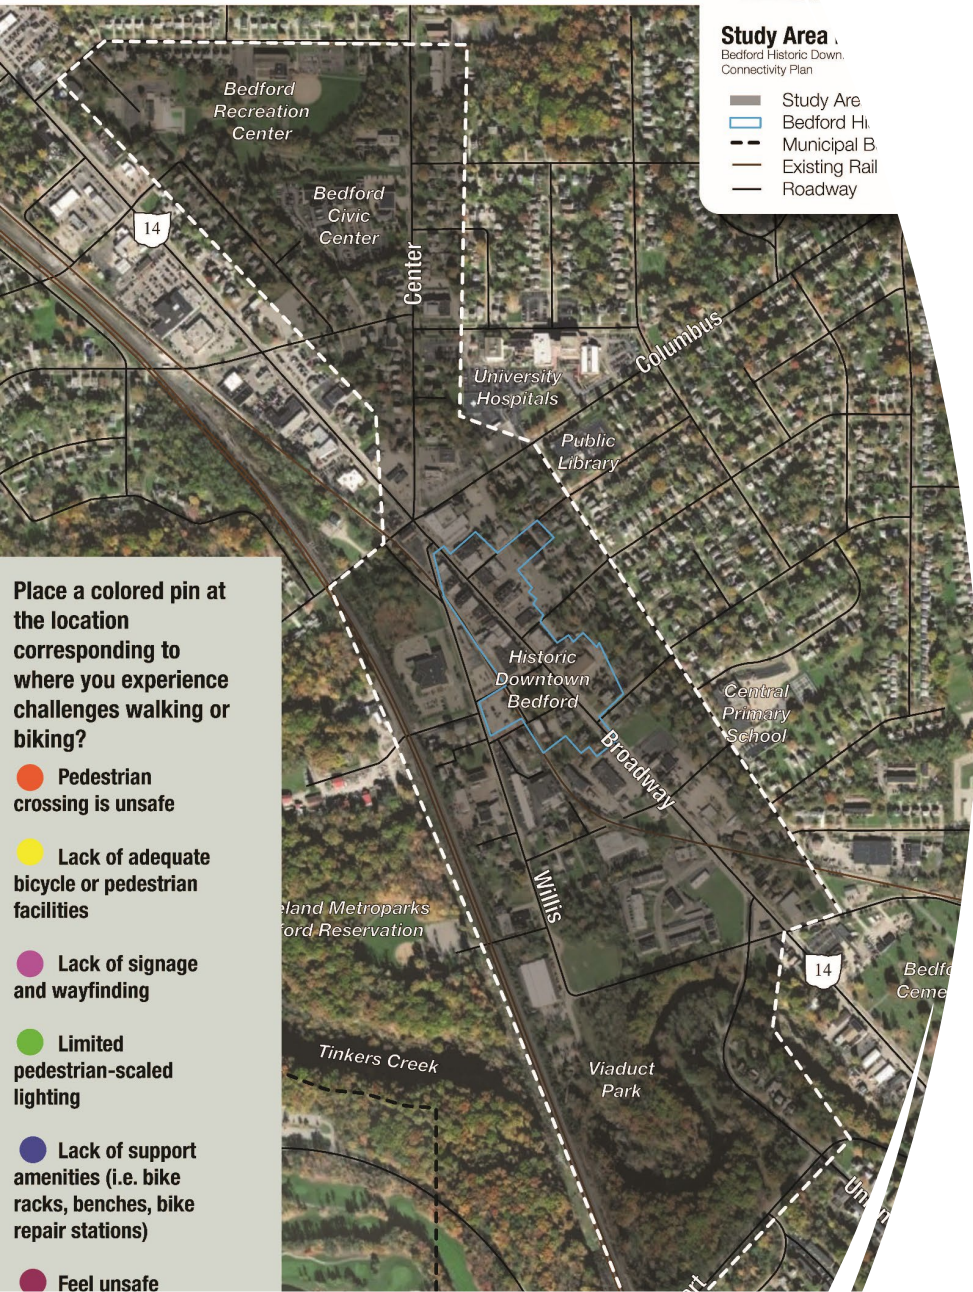 Study Area
Bedford Historic Down.
Connectivity Plan
Study Are
Bedford Hi
Municipal B
Existing Rail
Roadway
Bedford
Recreation
Center
Bedford
Civic
Center
14
Center
Columbus
University
Hospitals
Public
Library
Historic
Downtown
Bedford
Central
Primary
School
Broadway
Willis
eland Metroparks
ford Reservation
14
Bedfo
Ceme
Tinkers Creek
Viaduct
Park
Union
ort
Place a colored pin at
the location
corresponding to
where you experience
challenges walking or
biking?
Pedestrian
crossing is unsafe
Lack of adequate
bicycle or pedestrian
facilities
Lack of signage
and wayfinding
Limited
pedestrian-scaled
lighting
Lack of support
amenities (i.e. bike
racks, benches, bike
repair stations)
Feel unsafe